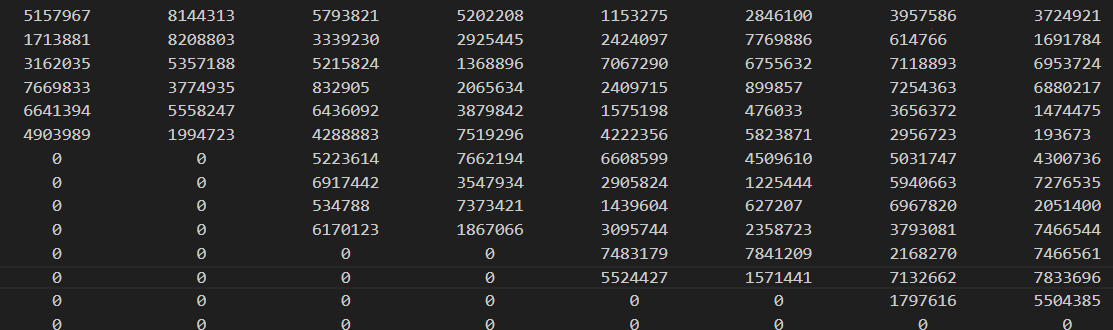 5157967 8144313 5793821 5202208 1153275 2846100 3957586 3724921
1713881 8208803 3339230 2925445 2424097 7769886 614766 1691784
3162035 5357188 5215824 1368896 7067290 6755632 7118893 6953724
7669833 3774935 832905 2065634 2409715 899857 7254363 6880217
6641394 5558247 6436092 3879842 1575198 476033 3656372 1474475
4903989 1994723 4288883 7519296 4222356 5823871 2956723 193673
0 0 5223614 7662194 6608599 4509610 5031747 4300736
0 0 6917442 3547934 2905824 1225444 5940663 7276535
0 0 534788 7373421 1439604 627207 6967820 2051400
0 0 6170123 1867066 3095744 2358723 3793081 7466544
0 0 0 0 7483179 7841209 2168270 7466561
0 0 0 0 5524427 1571441 7132662 7833696
0 0 0 0 0 0 1797616 5504385
0 0 0 0 0 0 0 0